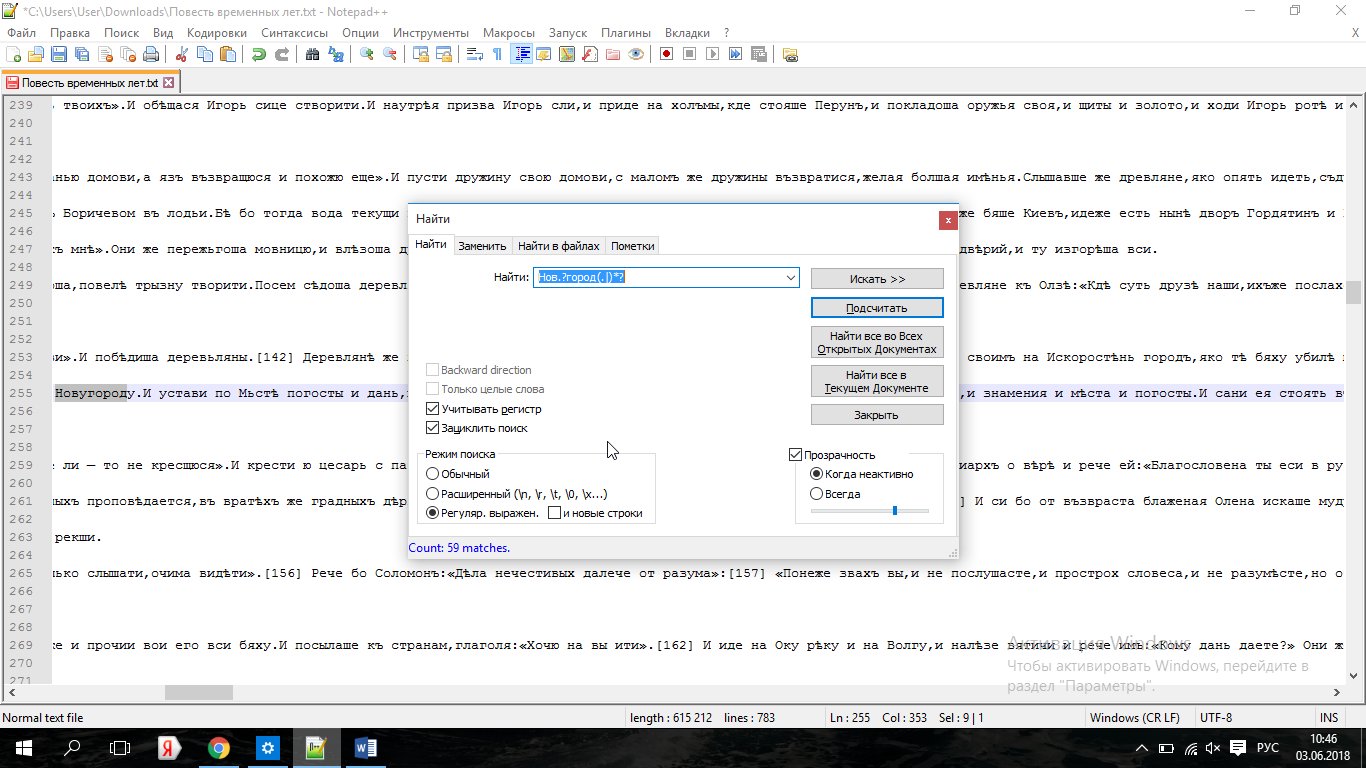 *C:\Users\User\Downloads\Повесть временных лет.txt - Notepad++
Файл Правка Поиск Вид Кодировки Синтаксисы Опции Инструменты Макросы Запуск Плагины Вкладки ? X
Повесть временных лет.txt
239 твоихъ».И обѣщася Игорь сице створити.И наутрѣя призва Игорь сли,и приде на холъмы,кде стояше Перунъ,и покладоша оружья своя,и щиты и золото,и ходи Игорь ротѣ и
240
241
242
243 нью домови,а язъ възвращюся и похожю еще».И пусти дружину свою домови,с маломъ же дружины възвратися,желая болшая имѣнья.Слышавше же древляне,яко опять идеть,съд
244
245 Боричевом въ лодьи.Бѣ бо тогда вода текущи же бяше Киевъ,идеже есть нынѣ дворъ Гордятинъ и
246
247 ъ мнѣ».Они же пережьгоша мовницю,и влѣзоша д двѣрий,и ту изгорѣша вси.
248
249 ша,повелѣ трызну творити.Посем сѣдоша деревл вляне къ Олзѣ:«Кдѣ суть друзѣ наши,ихъже послах
250
251
252
253 и».И побѣдиша деревьляны.[142] Деревлянѣ же своимъ на Искоростѣнь городъ,яко тѣ бяху убилѣ
254
255 Новугороду.И устави по Мьстѣ погосты и дань, ,и знамения и мѣста и погосты.И сани ея стоять въ
256
257
258
259 ли — то не крещюся».И крести ю цесарь с па иархъ о вѣрѣ и рече ей:«Благословена ты еси в ру
260
261 ыхъ проповѣдается,въ вратѣхъ же градныхъ дѣр ] И си бо от възвраста блаженая Олена искаше муд
262
263 рекши.
264
265 ько слышати,очима видѣти».[156] Рече бо Соломонъ:«Дѣла нечестивых далече от разума»:[157] «Понеже звахъ вы,и не послушасте,и прострох словеса,и не разумѣсте,но о
266
267
268
269 е и прочии вои его вси бяху.И посылаше къ странам,глаголя:«Хочю на вы ити».[162] И иде на Оку рѣку и на Волгу,и налѣзе вятичи и рече имъ:«Кому дань даете?» Они ж
270
271
Найти
Найти Заменить Найти в файлах Пометки
Найти: Нов.?город(.|)*? Искать >>
Подсчитать
Найти все во Всех
Открытых Документах
Backward direction
Найти все в
Текущем Документе
Только целые слова
Учитывать регистр Закрыть
Зациклить поиск
Режим поиска Прозрачность
Обычный Когда неактивно
Расширенный (\n, \r, \t, \0, \x...) Всегда
Регуляр. выражен. и новые строки
Count: 59 matches.
Активация Windows
Чтобы активировать Windows, перейдите в
раздел "Параметры".
Normal text file length : 615 212 lines : 783 Ln : 255 Col : 353 Sel : 9 | 1 Windows (CR LF) UTF-8 INS
РУС 10:46
03.06.2018